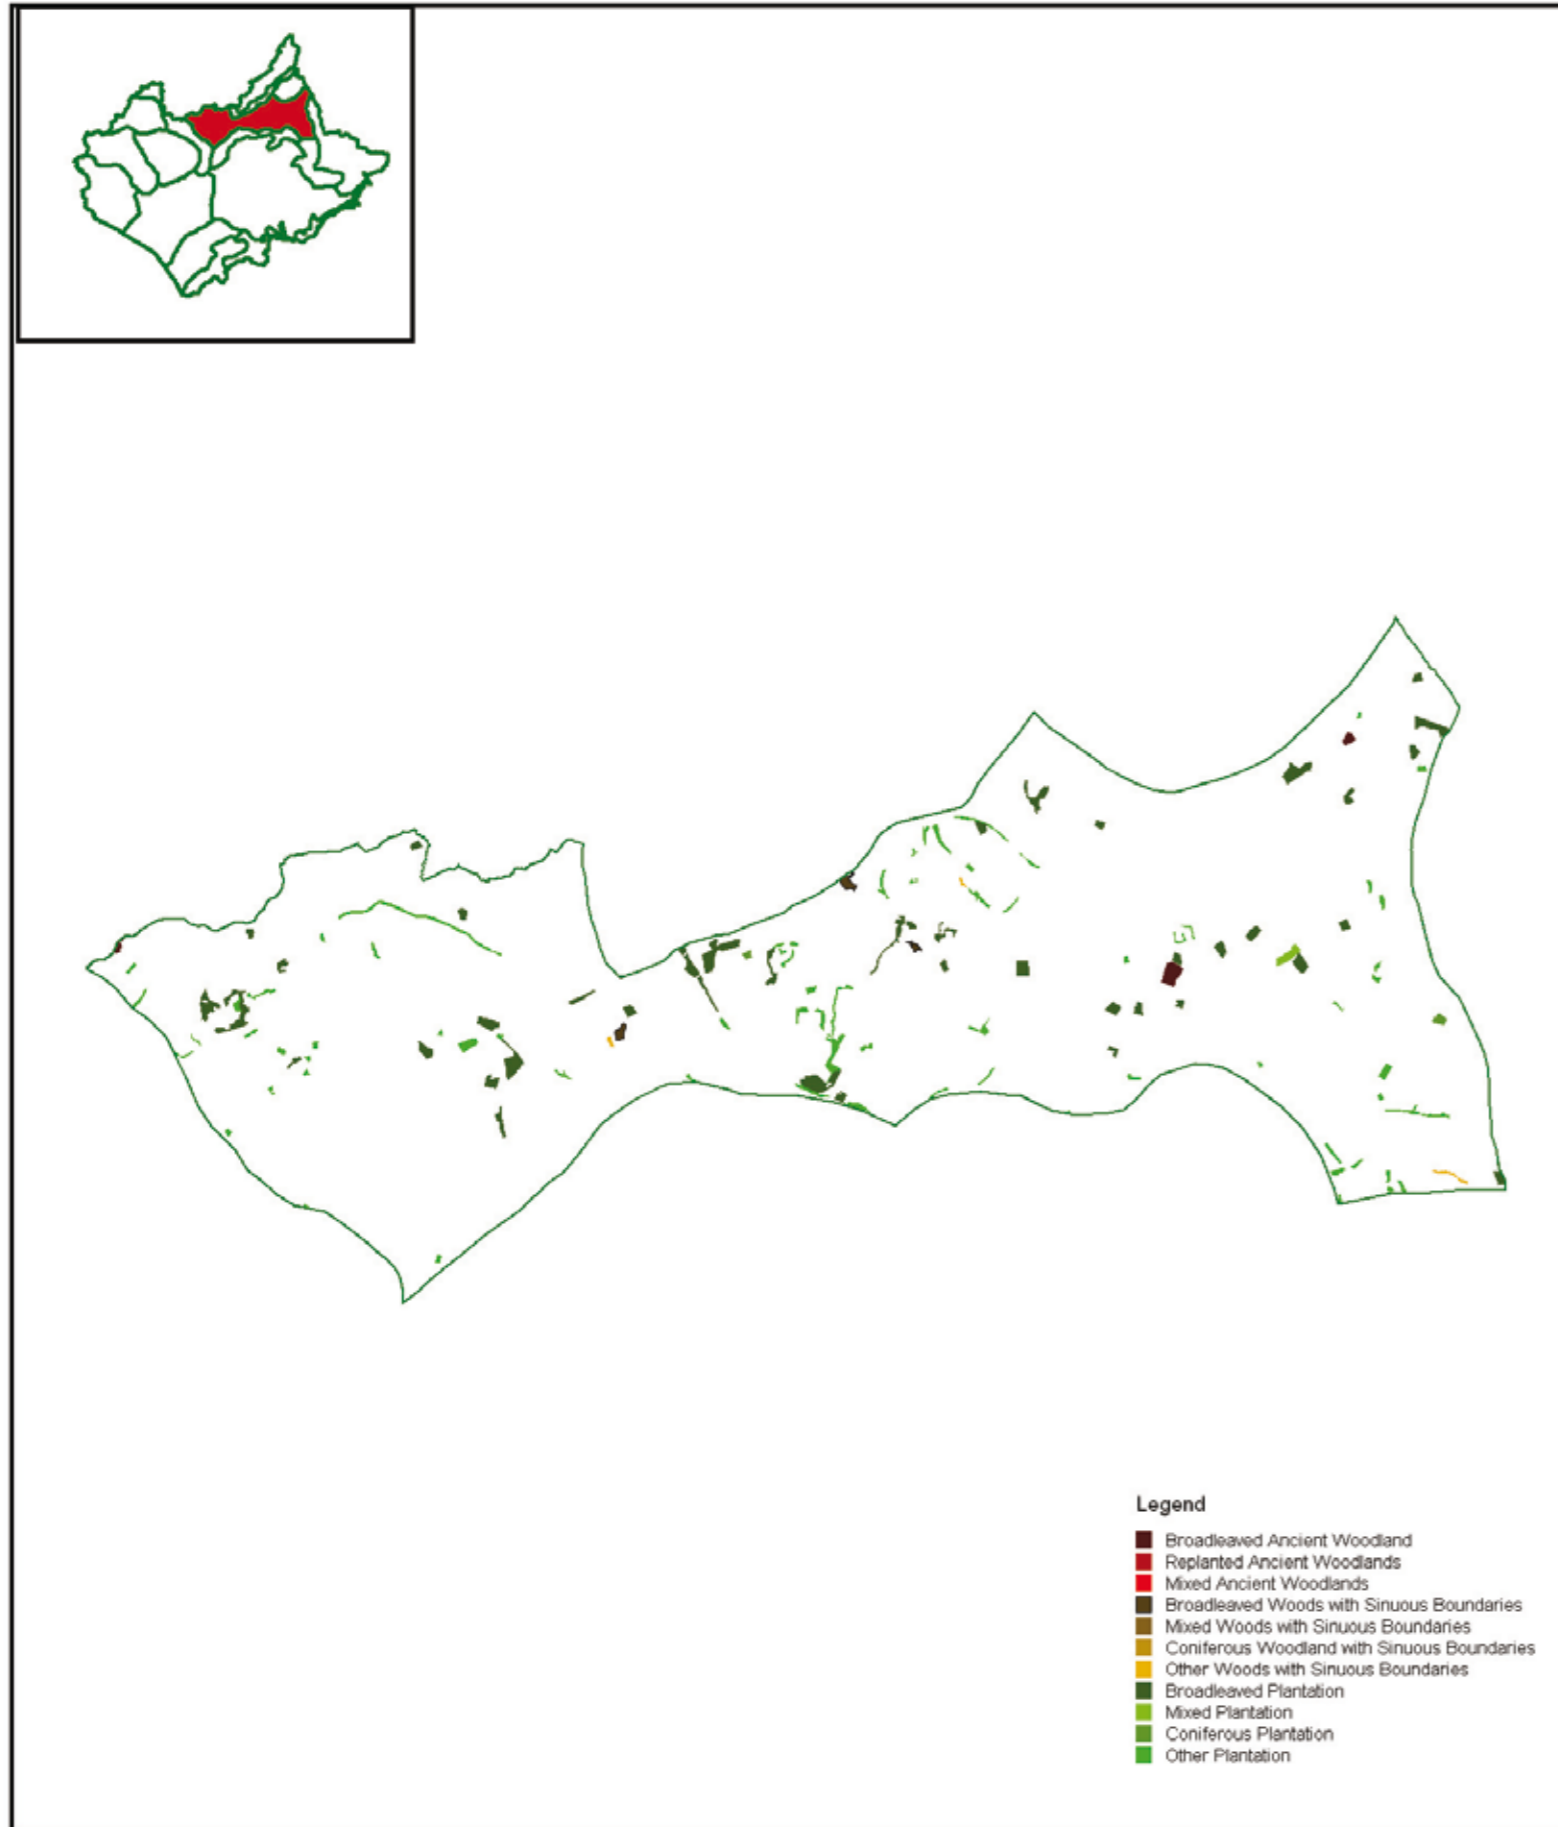 Legend
Broadleaved Ancient Woodland
Replanted Ancient Woodlands
Mixed Ancient Woodlands
Broadleaved Woods with Sinuous Boundaries
Mixed Woods with Sinuous Boundaries
Coniferous Woodland with Sinuous Boundaries
Other Woods with Sinuous Boundaries
Broadleaved Plantation
Mixed Plantation
Coniferous Plantation
Other Plantation